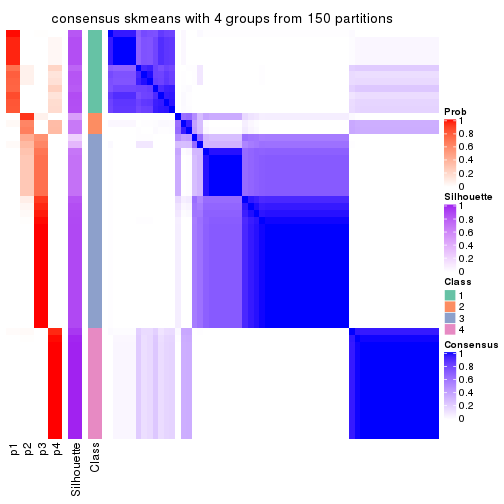 consensus skmeans with 4 groups from 150 partitions
Prob
1
0.8
0.6
0.4
0.2
0
Silhouette
1
0.8
0.6
0.4
0.2
0
Class
1
2
3
4
Consensus
1
0.8
0.6
0.4
0.2
0
p1
p2
p3
p4
Silhouette
Class